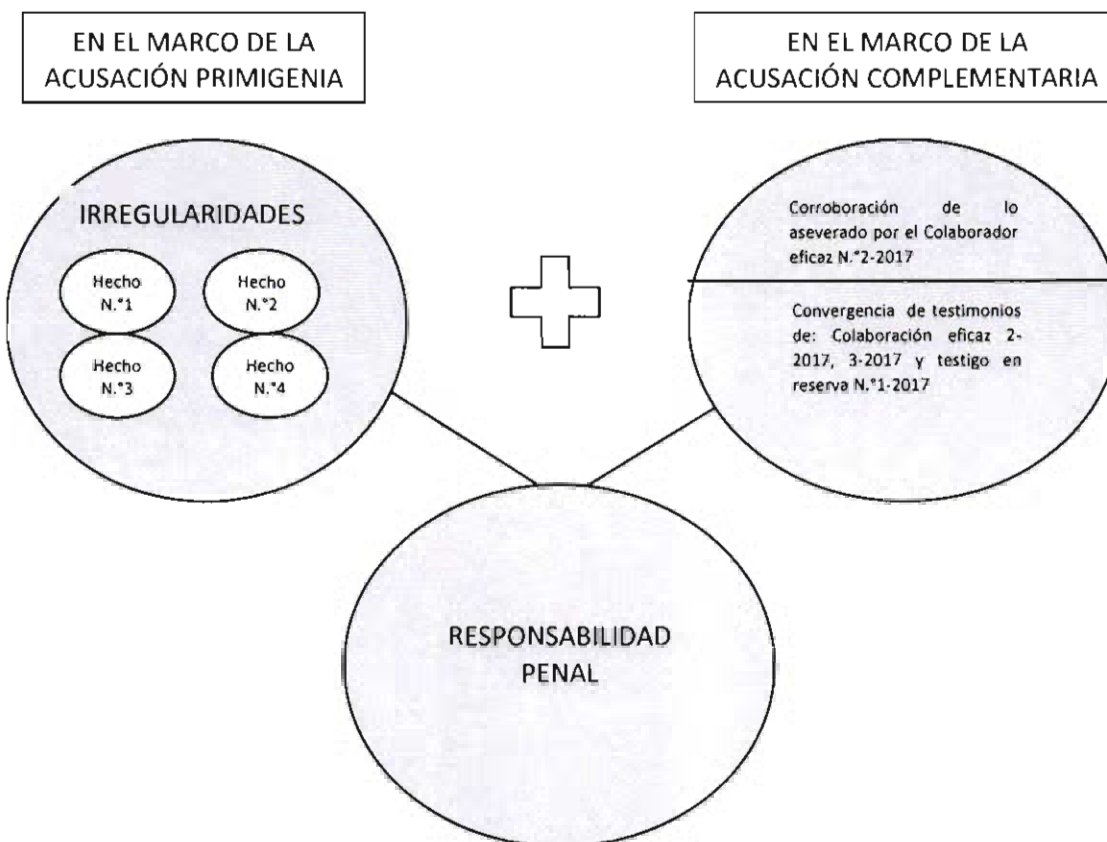 EN EL MARCO DE LA
ACUSACIÓN PRIMIGENIA
EN EL MARCO DE LA
ACUSACIÓN COMPLEMENTARIA
IRREGULARIDADES
Hecho
N.°1
Hecho
N.°2
Hecho
N.°3
Hecho
N.°4
Corroboración de lo
aseverado por el Colaborador
eficaz N.°2-2017
Convergencia de testimonios
de: Colaboración eficaz 2-
2017, 3-2017 y testigo en
reserva N.°1-2017
RESPONSABILIDAD
PENAL